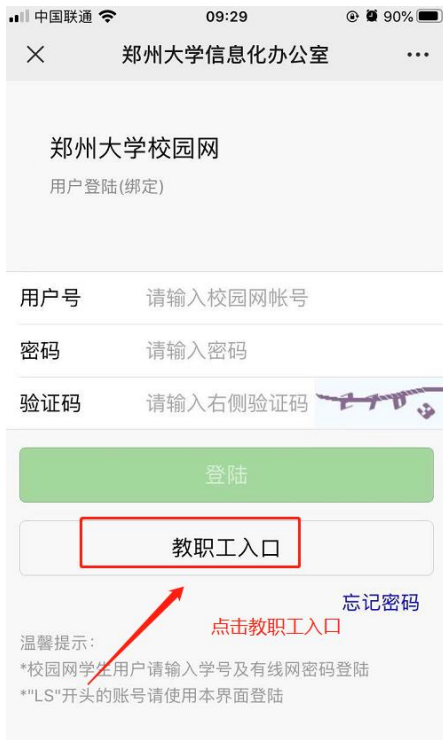 中国联通 09:29 90%
郑州大学信息化办公室
郑州大学校园网
用户登陆(绑定)
用户号 请输入校园网帐号
密码 请输入密码
验证码 请输入右侧验证码
登陆
教职工入口
忘记密码
点击教职工入口
温馨提示:
*校园网学生用户请输入学号及有线网密码登陆
*"LS"开头的账号请使用本界面登陆